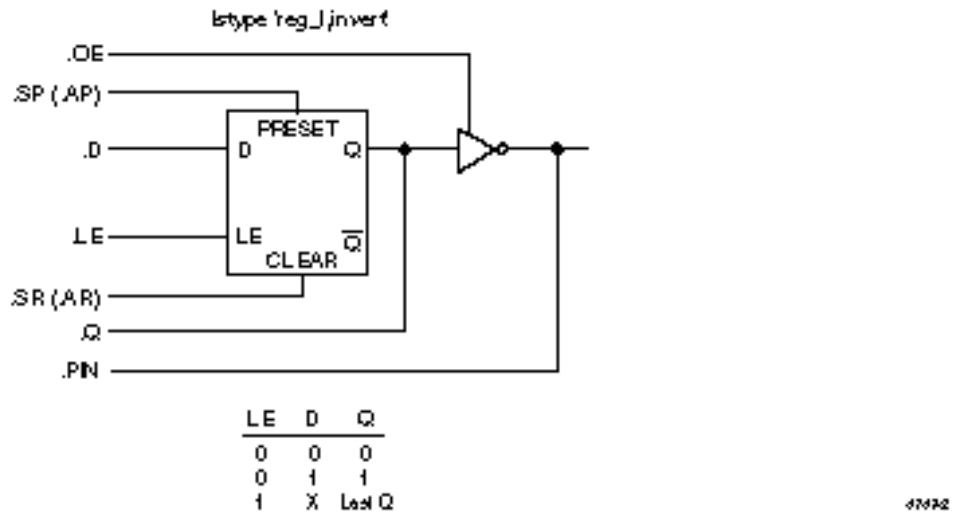 istype 'reg_l,invert'
.OE
.SP (.AP)
PRESET
.D D Q
.LE LE Q
CLEAR
.SR (.AR)
.Q
.PIN
LE D Q
0 0 0
0 1 1
1 X Last Q